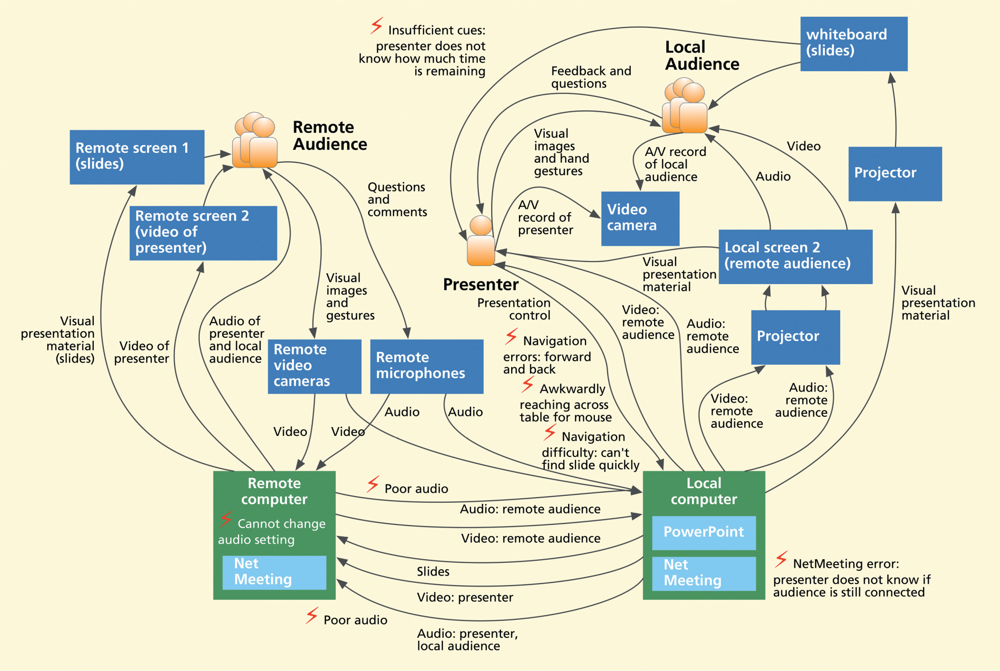 Insufficient cues:
presenter does not
know how much time
is remaining
Local
Audience
whiteboard
(slides)
Feedback and
questions
Remote
Audience
Remote screen 1
(slides)
Visual
images
and hand
gestures
A/V record
of local
audience
Video
Audio
Projector
Questions
and
comments
Remote screen 2
(video of
presenter)
A/V
record of
presenter
Video
camera
Local screen 2
(remote audience)
Visual
presentation
material
Presenter
Presentation
control
Visual
images
and
gestures
Visual
presentation
material
Visual
presentation
material
(slides)
Video of
presenter
Audio of
presenter
and local
audience
Remote
video
cameras
Remote
microphones
Navigation
errors: forward
and back
Awkwardly
reaching across
table for mouse
Navigation
difficulty: can't
find slide quickly
Video:
remote
audience
Audio:
remote
audience
Projector
Video:
remote
audience
Audio:
remote
audience
Audio
Audio
Video
Video
Remote
computer
Cannot change
audio setting
Net
Meeting
Poor audio
Audio: remote audience
Video: remote audience
Slides
Video: presenter
Poor audio
Audio: presenter,
local audience
Local
computer
PowerPoint
Net
Meeting
NetMeeting error:
presenter does not know if
audience is still connected